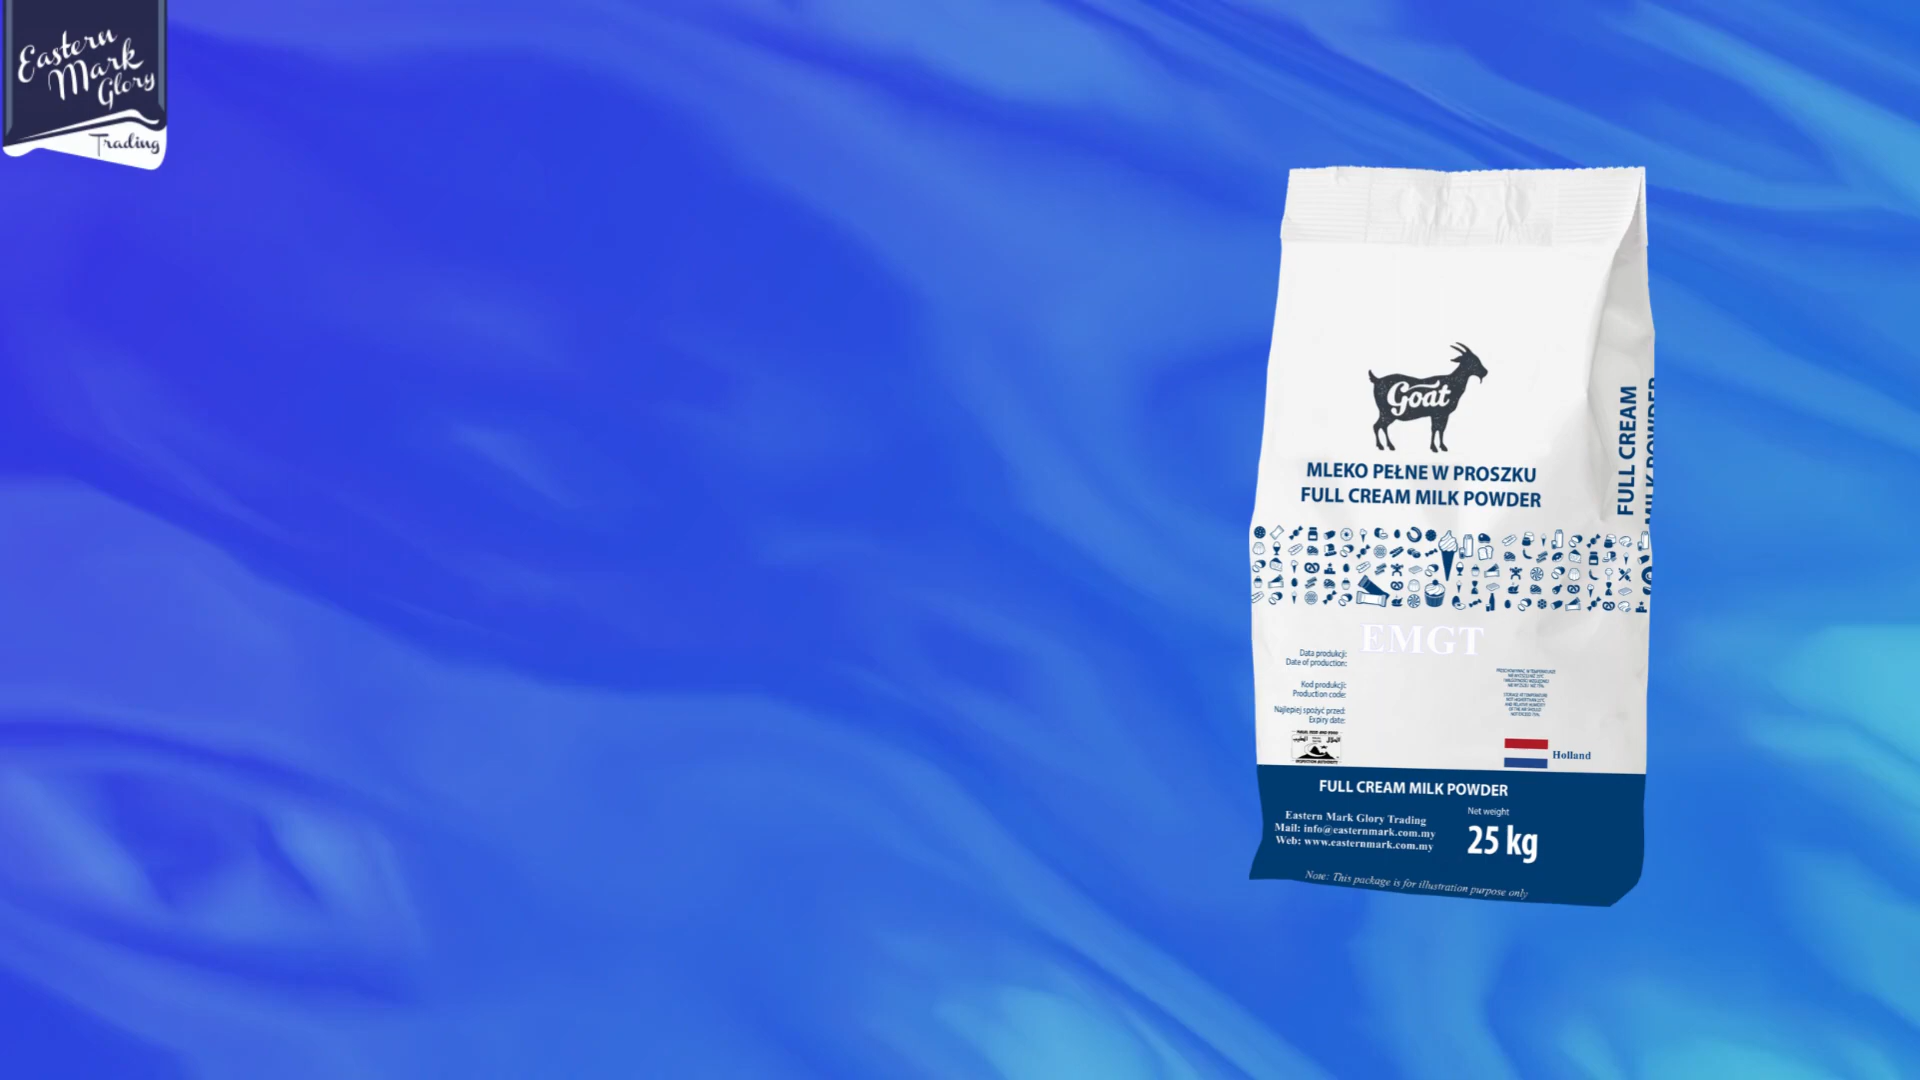 Eastern
Mark
Glory
Trading
Goat
MLEKO PEŁNE W PROSZKU
FULL CREAM MILK POWDER
FULL CREAM
MILK POWDER
EMGT
Data produkcji:
Date of production:
Kod produkcji:
Production code:
Najlepiej spożyć przed:
Expiry date:
Holland
FULL CREAM MILK POWDER
Eastern Mark Glory Trading
Mail: info@easternmark.com.my
Web: www.easternmark.com.my
Net weight
25 kg
Note: This package is for illustration purpose only